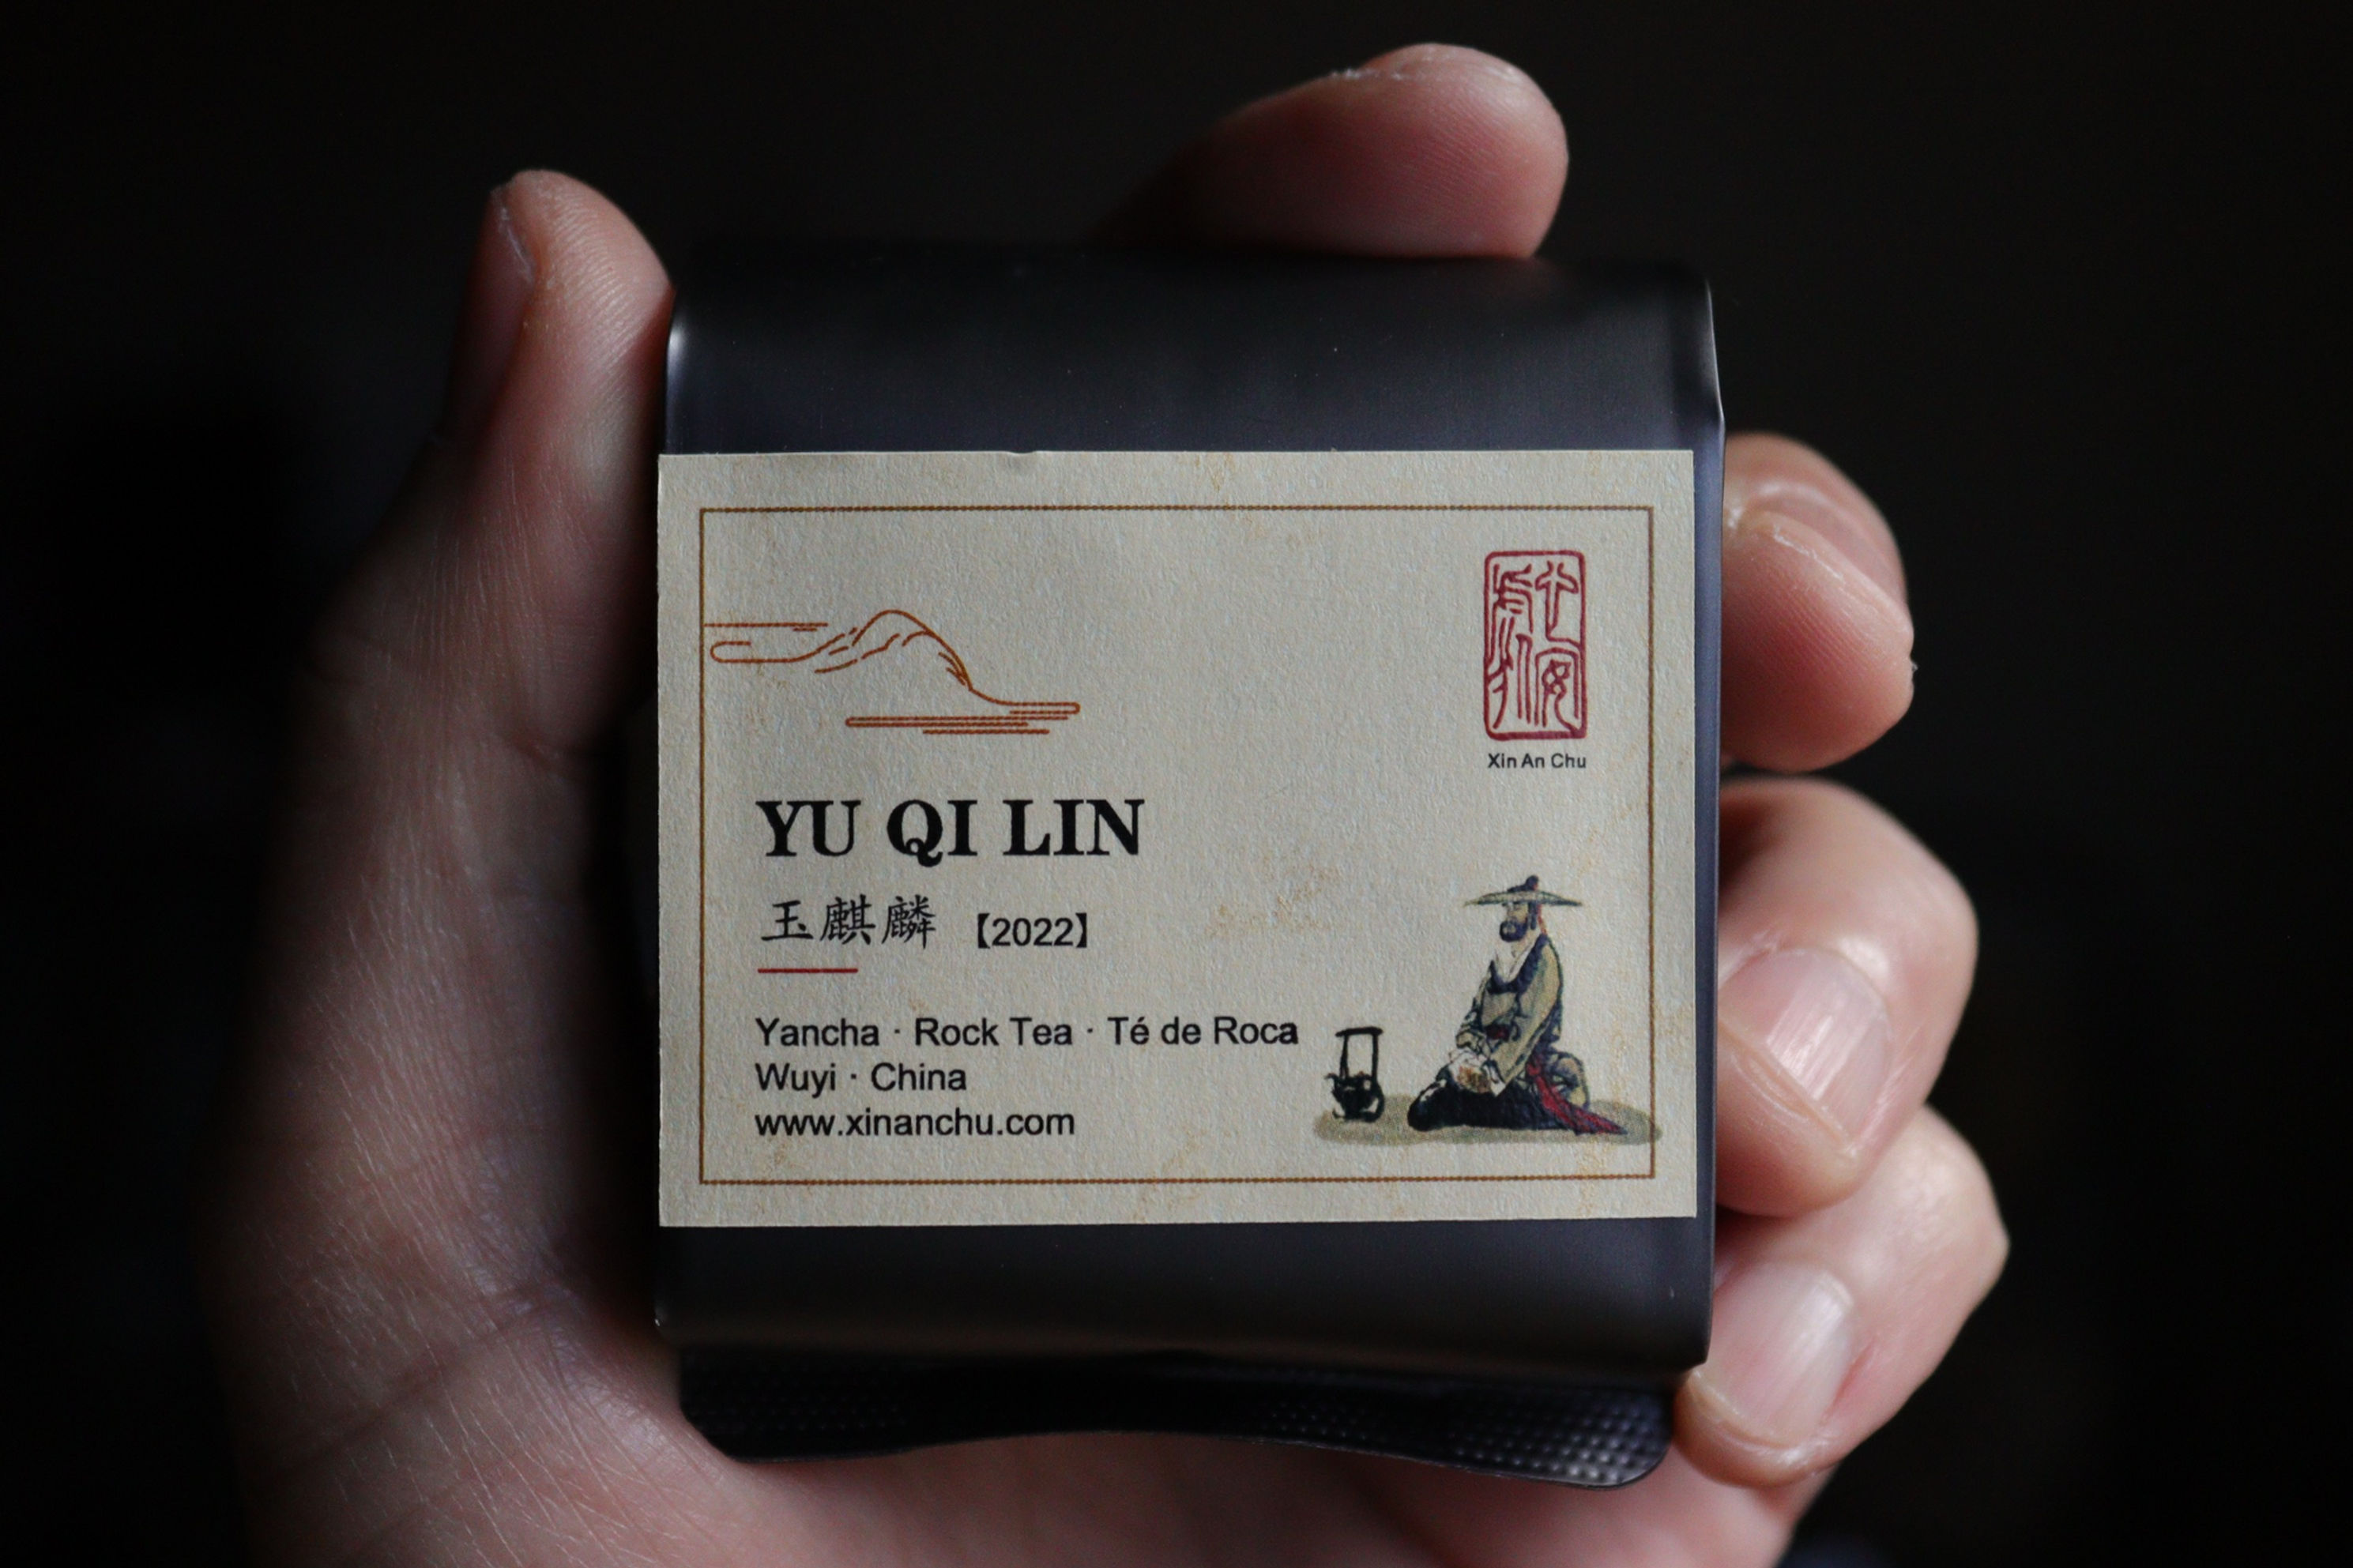 Xin An Chu
YU QI LIN
玉麒麟 【2022】
Yancha · Rock Tea · Té de Roca
Wuyi · China
www.xinanchu.com